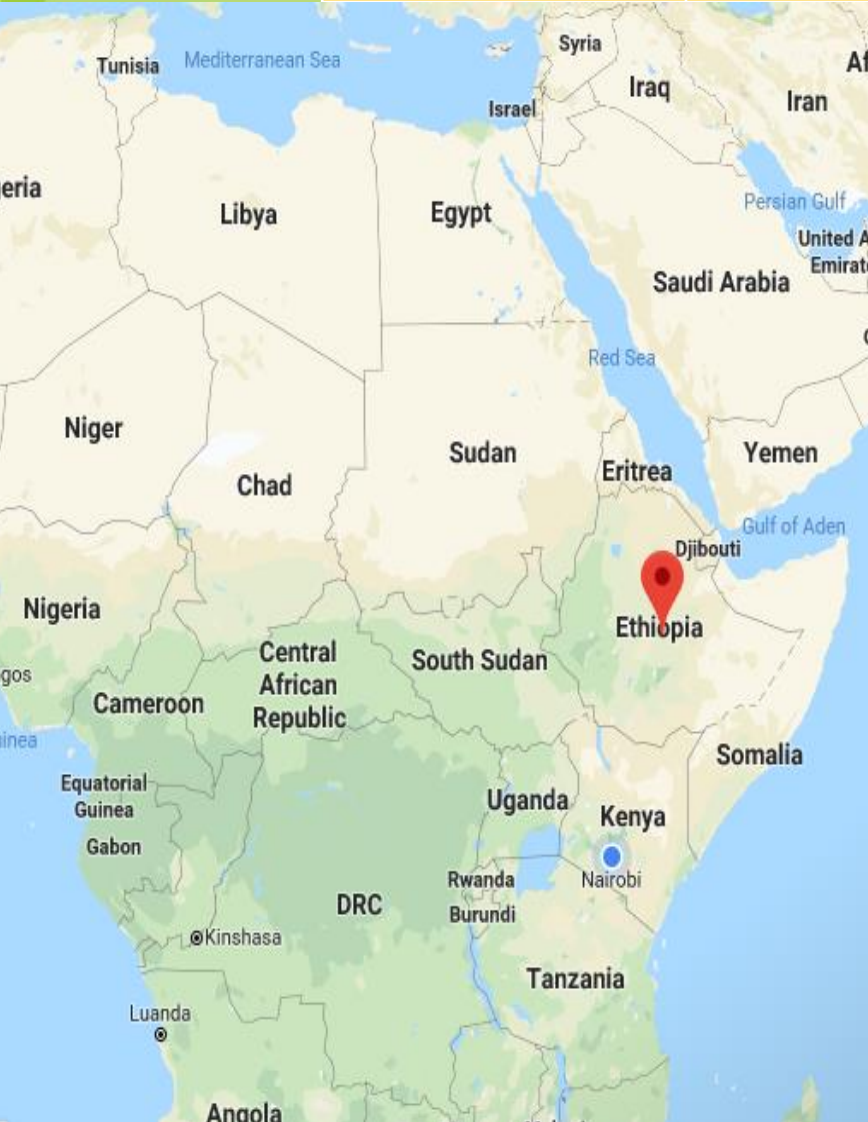 Syria
Mediterranean Sea
Tunisia
Af
Iraq
Iran
Israel
eria
Persian Gulf
Libya
Egypt
United A
Emirat
Saudi Arabia
Red Sea
Niger
Sudan
Yemen
Eritrea
Chad
Gulf of Aden
Djibouti
Nigeria
Ethiopia
Central
African
Republic
South Sudan
gos
Cameroon
inea
Somalia
Equatorial
Guinea
Uganda
Kenya
Gabon
Rwanda
Nairobi
DRC
Burundi
Kinshasa
Tanzania
Luanda
Angola